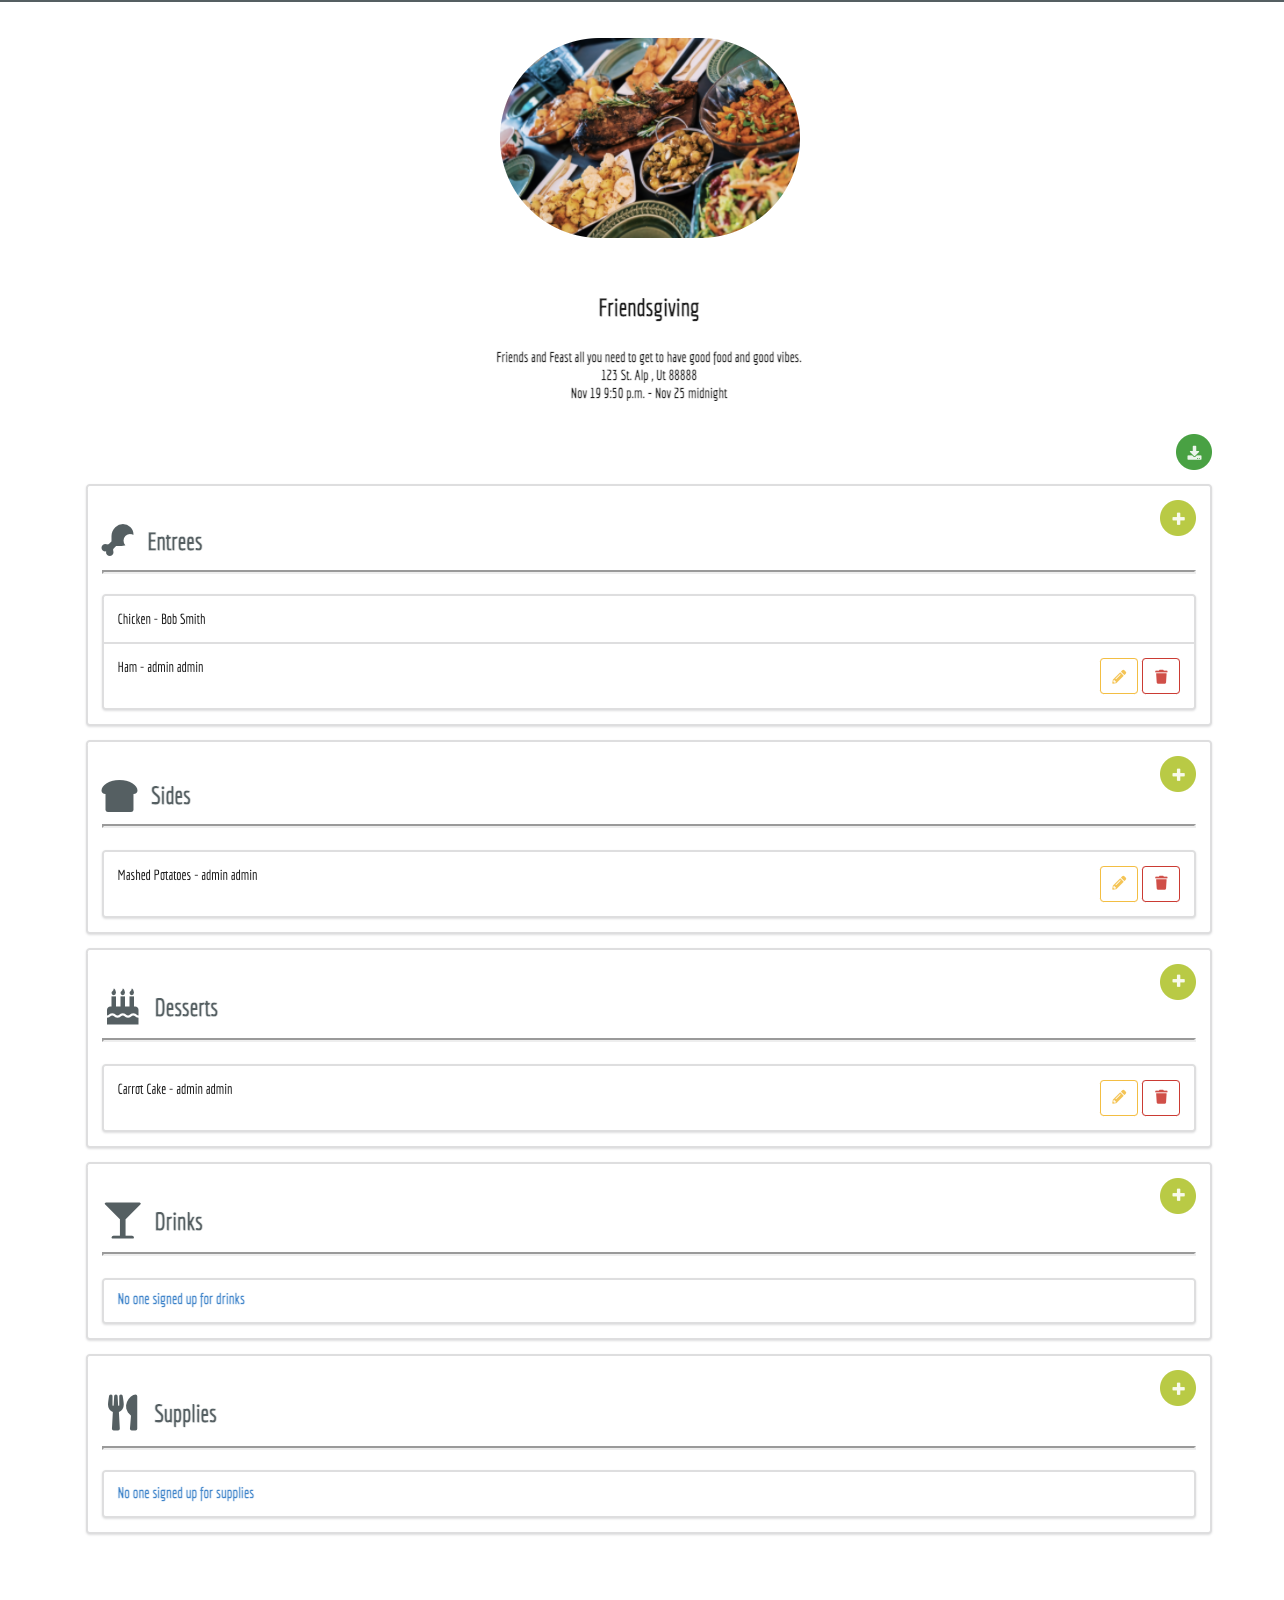 Friendsgiving
Friends and Feast all you need to get to have good food and good vibes.
123 St. Alp , Ut 88888
Nov 19 9:50 p.m. - Nov 25 midnight
Entrees
Chicken - Bob Smith
Ham - admin admin
Sides
Mashed Potatoes - admin admin
Desserts
Carrot Cake - admin admin
Drinks
No one signed up for drinks
Supplies
No one signed up for supplies